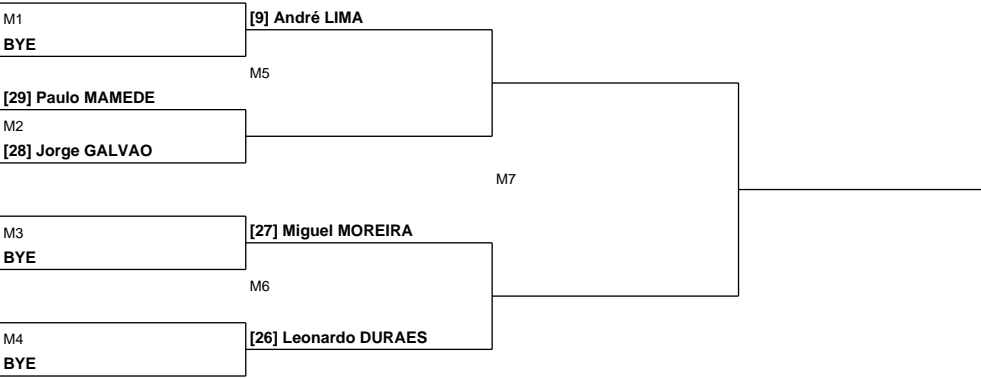 M1
[9] André LIMA
BYE
M5
[29] Paulo MAMEDE
M2
[28] Jorge GALVAO
M7
M3
[27] Miguel MOREIRA
BYE
M6
M4
[26] Leonardo DURAES
BYE